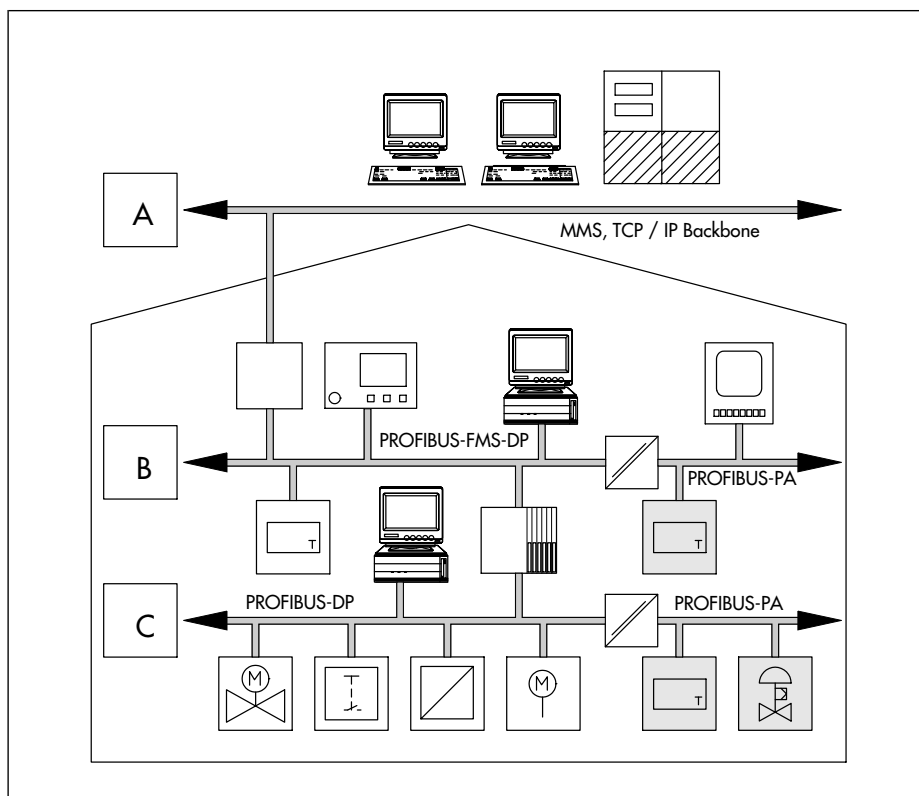 A
MMS, TCP / IP Backbone
PROFIBUS-FMS-DP
B
PROFIBUS-PA
T
T
PROFIBUS-DP
PROFIBUS-PA
C
M
T
M
T